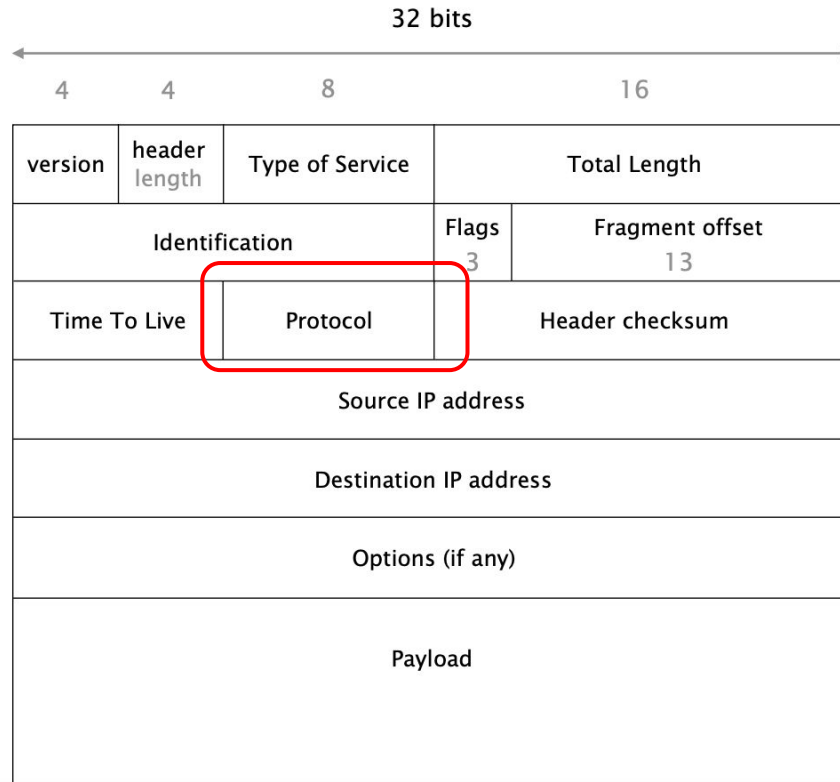 32 bits
4 4 8 16
version header length Type of Service Total Length
Identification Flags 3 Fragment offset 13
Time To Live Protocol Header checksum
Source IP address
Destination IP address
Options (if any)
Payload